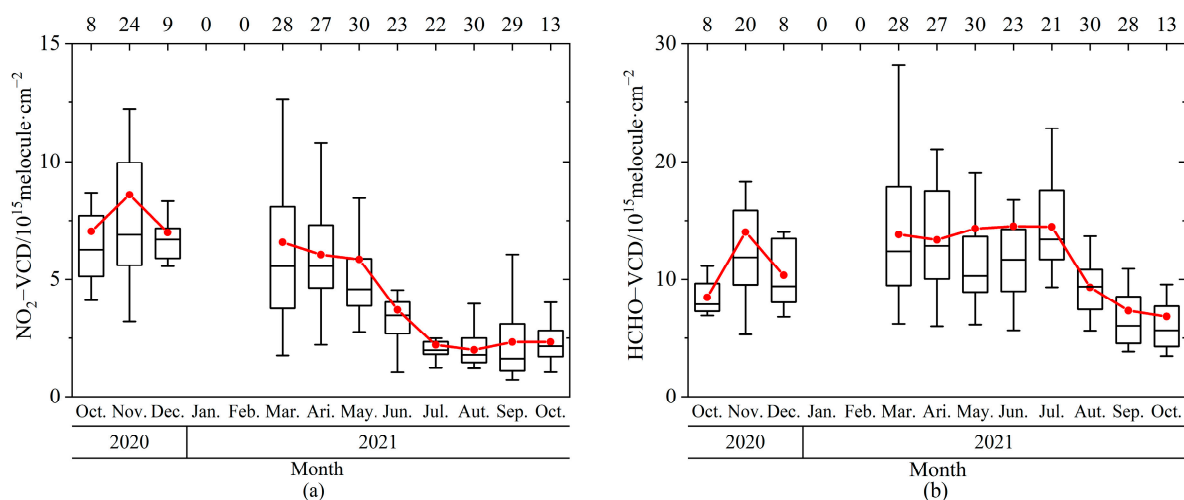 8 24 9 0 0 28 27 30 23 22 30 29 13
15
10
5
0
NO2−VCD/10^15melocule·cm−2
Oct. Nov. Dec. Jan. Feb. Mar. Ari. May. Jun. Jul. Aut. Sep. Oct.
2020 2021
Month
(a)
8 20 8 0 0 28 27 30 23 21 30 28 13
30
20
10
0
HCHO−VCD/10^15melocule·cm−2
Oct. Nov. Dec. Jan. Feb. Mar. Ari. May. Jun. Jul. Aut. Sep. Oct.
2020 2021
Month
(b)